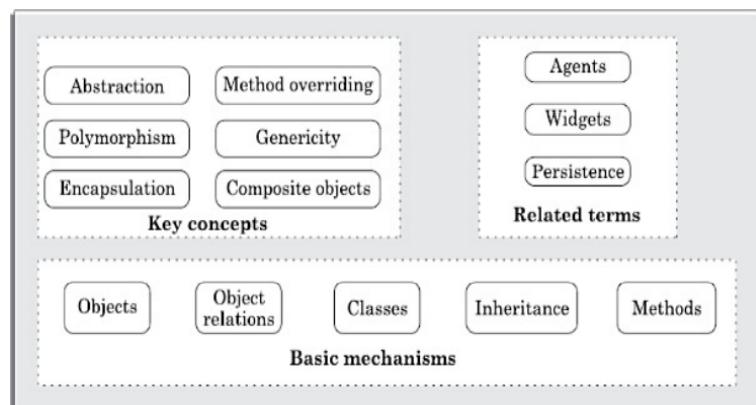 Abstraction
Method overriding
Polymorphism
Genericity
Encapsulation
Composite objects
Key concepts
Agents
Widgets
Persistence
Related terms
Objects
Object
relations
Classes
Inheritance
Methods
Basic mechanisms